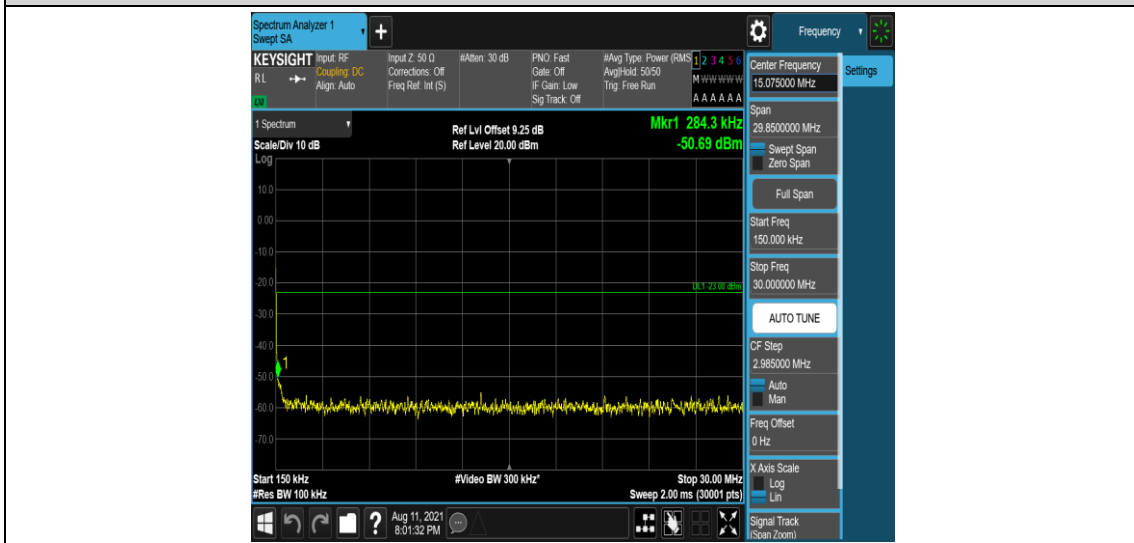 Spectrum Analyzer 1
Swept SA
+
Frequency
KEYSIGHT
RL
LXI
Input: RF
Coupling: DC
Align: Auto
Input Z: 50 Ω
Corrections: Off
Freq Ref: Int (S)
#Atten: 30 dB
PNO: Fast
Gate: Off
IF Gain: Low
Sig Track: Off
#Avg Type: Power (RMS
Avg|Hold: 50/50
Trig: Free Run
1 2 3 4 5 6
M W W W W W
A A A A A A
1 Spectrum
Scale/Div 10 dB
Log
Ref Lvl Offset 9.25 dB
Ref Level 20.00 dBm
Mkr1 284.3 kHz
-50.69 dBm
10.0
0.00
-10.0
-20.0
-30.0
-40.0
-50.0
-60.0
-70.0
DL1 -23.00 dBm
1
Start 150 kHz
#Res BW 100 kHz
#Video BW 300 kHz*
Stop 30.00 MHz
Sweep 2.00 ms (30001 pts)
?
Aug 11, 2021
8:01:32 PM
Center Frequency
15.075000 MHz
Settings
Span
29.8500000 MHz
Swept Span
Zero Span
Full Span
Start Freq
150.000 kHz
Stop Freq
30.000000 MHz
AUTO TUNE
CF Step
2.985000 MHz
Auto
Man
Freq Offset
0 Hz
X Axis Scale
Log
Lin
Signal Track
(Span Zoom)